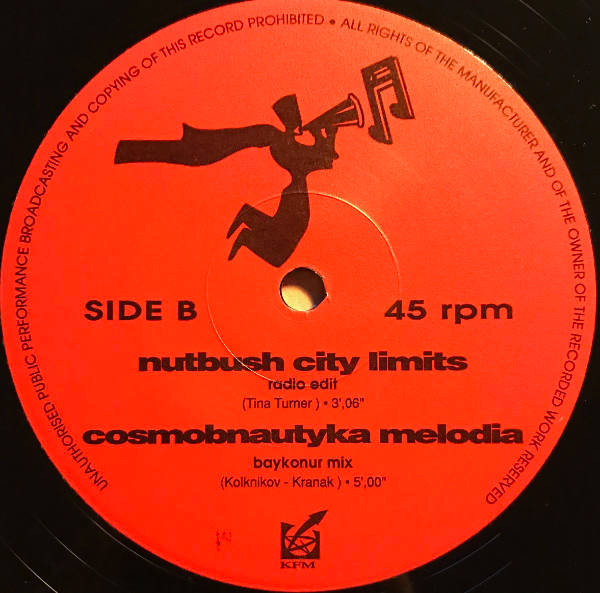 UNAUTHORISED PUBLIC PERFORMANCE BROADCASTING AND COPYING OF THIS RECORD PROHIBITED • ALL RIGHTS OF THE MANUFACTURER AND OF THE OWNER OF THE RECORDED WORK RESERVED
SIDE B
45 rpm
nutbush city limits
radio edit
(Tina Turner ) • 3',06"
cosmobnautyka melodia
baykonur mix
(Kolknikov - Kranak ) • 5',00"
KFM